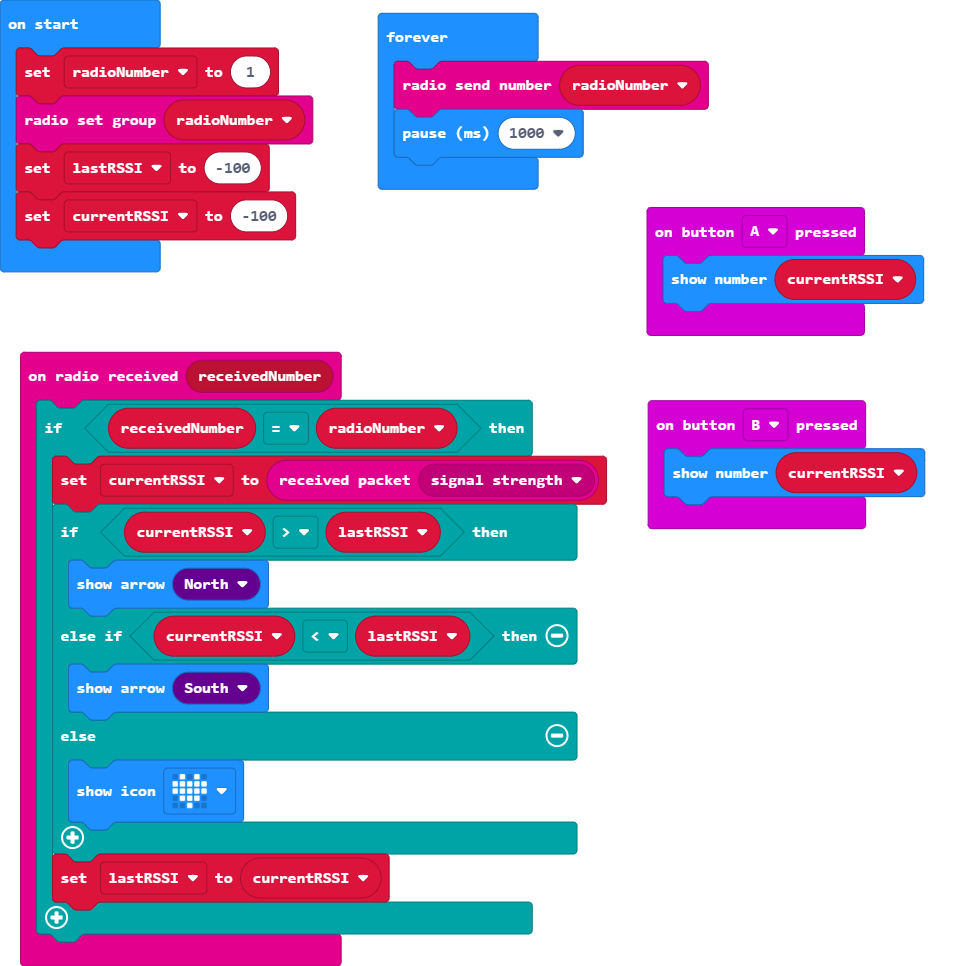 on start
set radioNumber to 1
radio set group radioNumber
set lastRSSI to -100
set currentRSSI to -100
forever
radio send number radioNumber
pause (ms) 1000
on button A pressed
show number currentRSSI
on button B pressed
show number currentRSSI
on radio received receivedNumber
if receivedNumber = radioNumber then
set currentRSSI to received packet signal strength
if currentRSSI > lastRSSI then
show arrow North
else if currentRSSI < lastRSSI then
show arrow South
else
show icon
set lastRSSI to currentRSSI